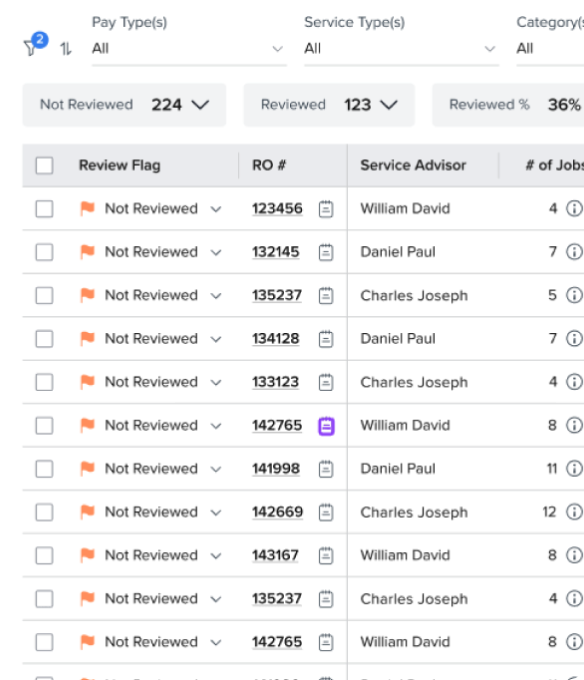 Pay Type(s) Service Type(s) Category(s
2 All All All
Not Reviewed 224 Reviewed 123 Reviewed % 36%
Review Flag RO # Service Advisor # of Jobs
Not Reviewed 123456 William David 4
Not Reviewed 132145 Daniel Paul 7
Not Reviewed 135237 Charles Joseph 5
Not Reviewed 134128 Daniel Paul 7
Not Reviewed 133123 Charles Joseph 4
Not Reviewed 142765 William David 8
Not Reviewed 141998 Daniel Paul 11
Not Reviewed 142669 Charles Joseph 12
Not Reviewed 143167 William David 8
Not Reviewed 135237 Charles Joseph 4
Not Reviewed 142765 William David 8